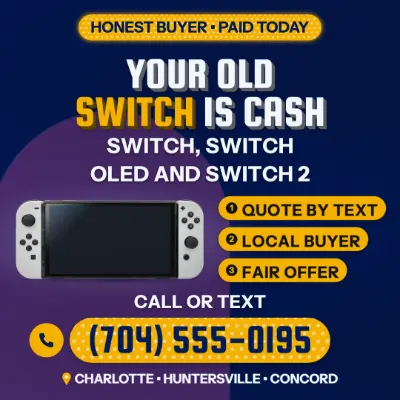 HONEST BUYER • PAID TODAY
YOUR OLD
SWITCH IS CASH
SWITCH, SWITCH
OLED AND SWITCH 2
1 QUOTE BY TEXT
2 LOCAL BUYER
3 FAIR OFFER
CALL OR TEXT
(704) 555-0195
CHARLOTTE • HUNTERSVILLE • CONCORD